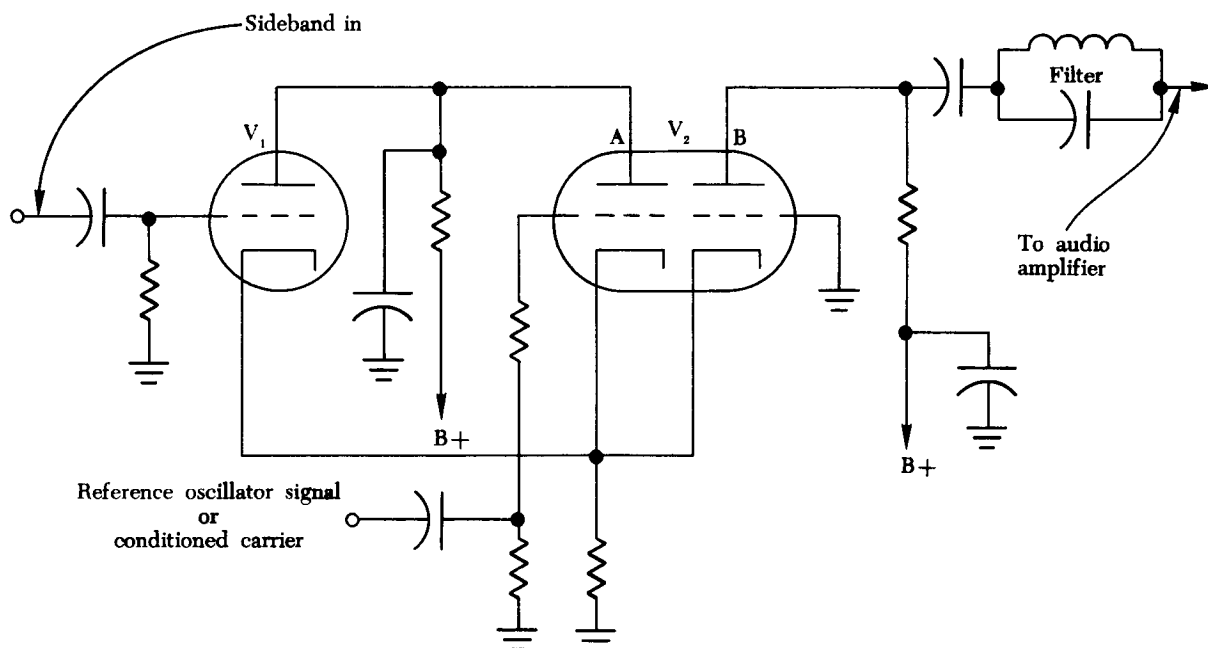 Sideband in
Filter
V₁
A
V₂
B
To audio
amplifier
B+
B+
Reference oscillator signal
or
conditioned carrier